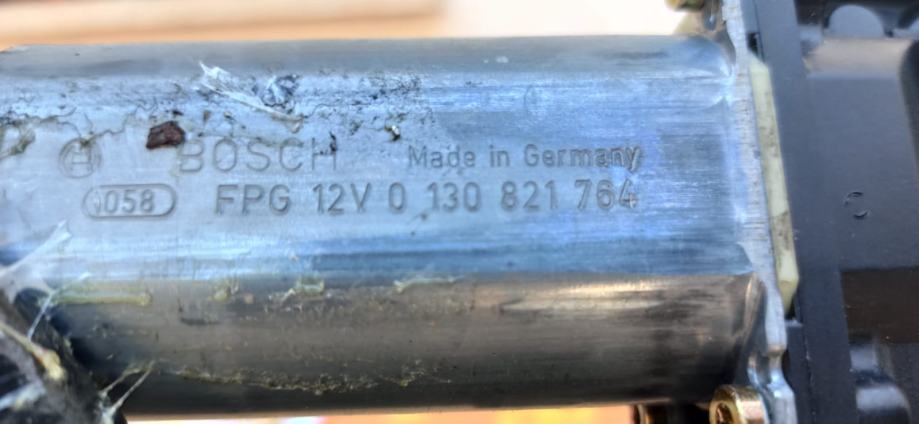 BOSCH Made in Germany
058 FPG 12V 0 130 821 764